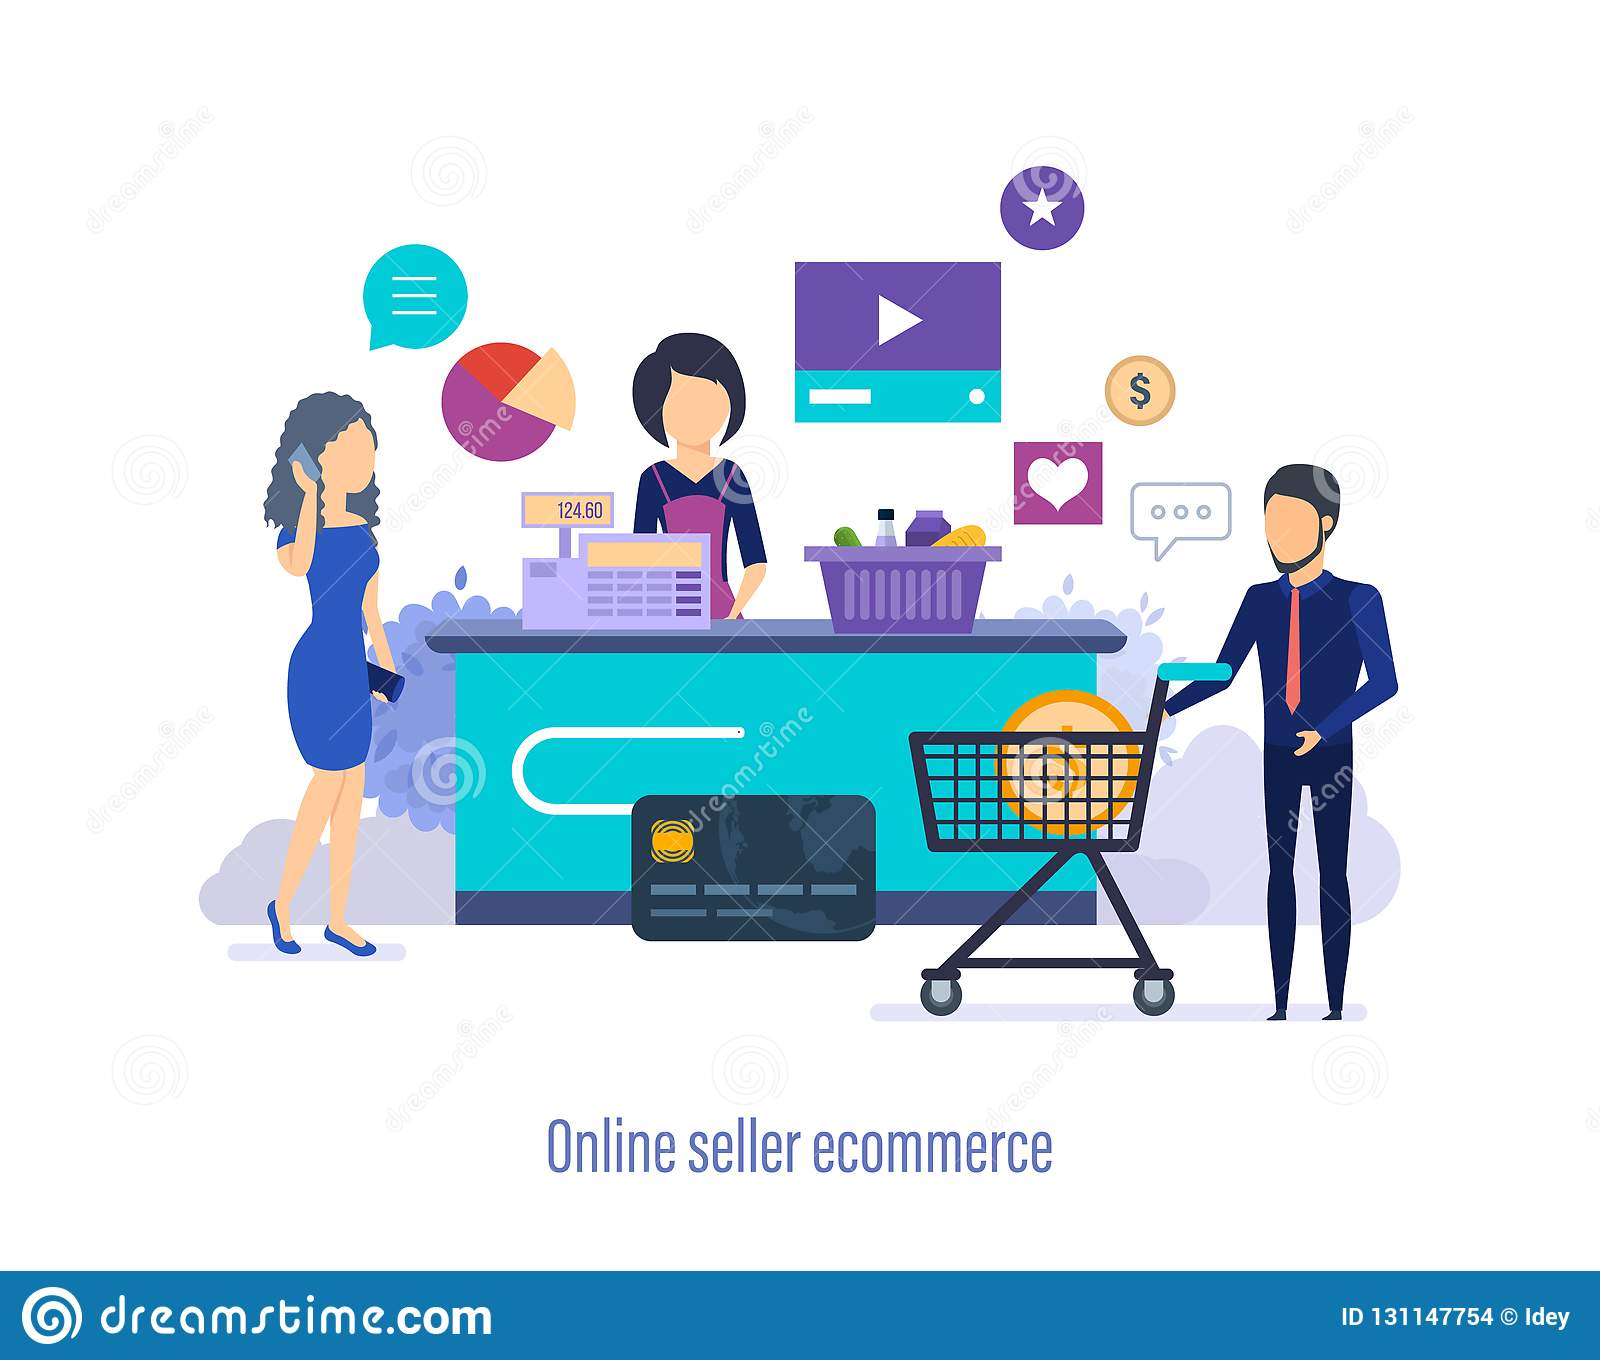 124.60
$
Online seller ecommerce
dreamstime.com
ID 131147754 © Idey